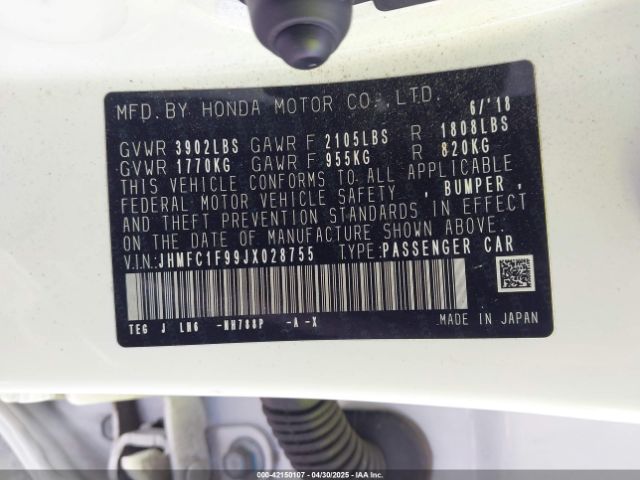 MFD.BY HONDA MOTOR CO.,LTD. 6/'18
GVWR 3902LBS GAWR F 2105LBS R 1808LBS
GVWR 1770KG GAWR F 955KG R 820KG
THIS VEHICLE CONFORMS TO ALL APPLICABLE
FEDERAL MOTOR VEHICLE SAFETY , BUMPER ,
AND THEFT PREVENTION STANDARDS IN EFFECT
ON THE DATE OF MANUFACTURE SHOWN ABOVE.
V.IN:JHMFC1F99JX028755 TYPE:PASSENGER CAR
TEG J LMG -NH788P -A -X
MADE IN JAPAN
000-42150107 - 04/30/2025 - IAA Inc.